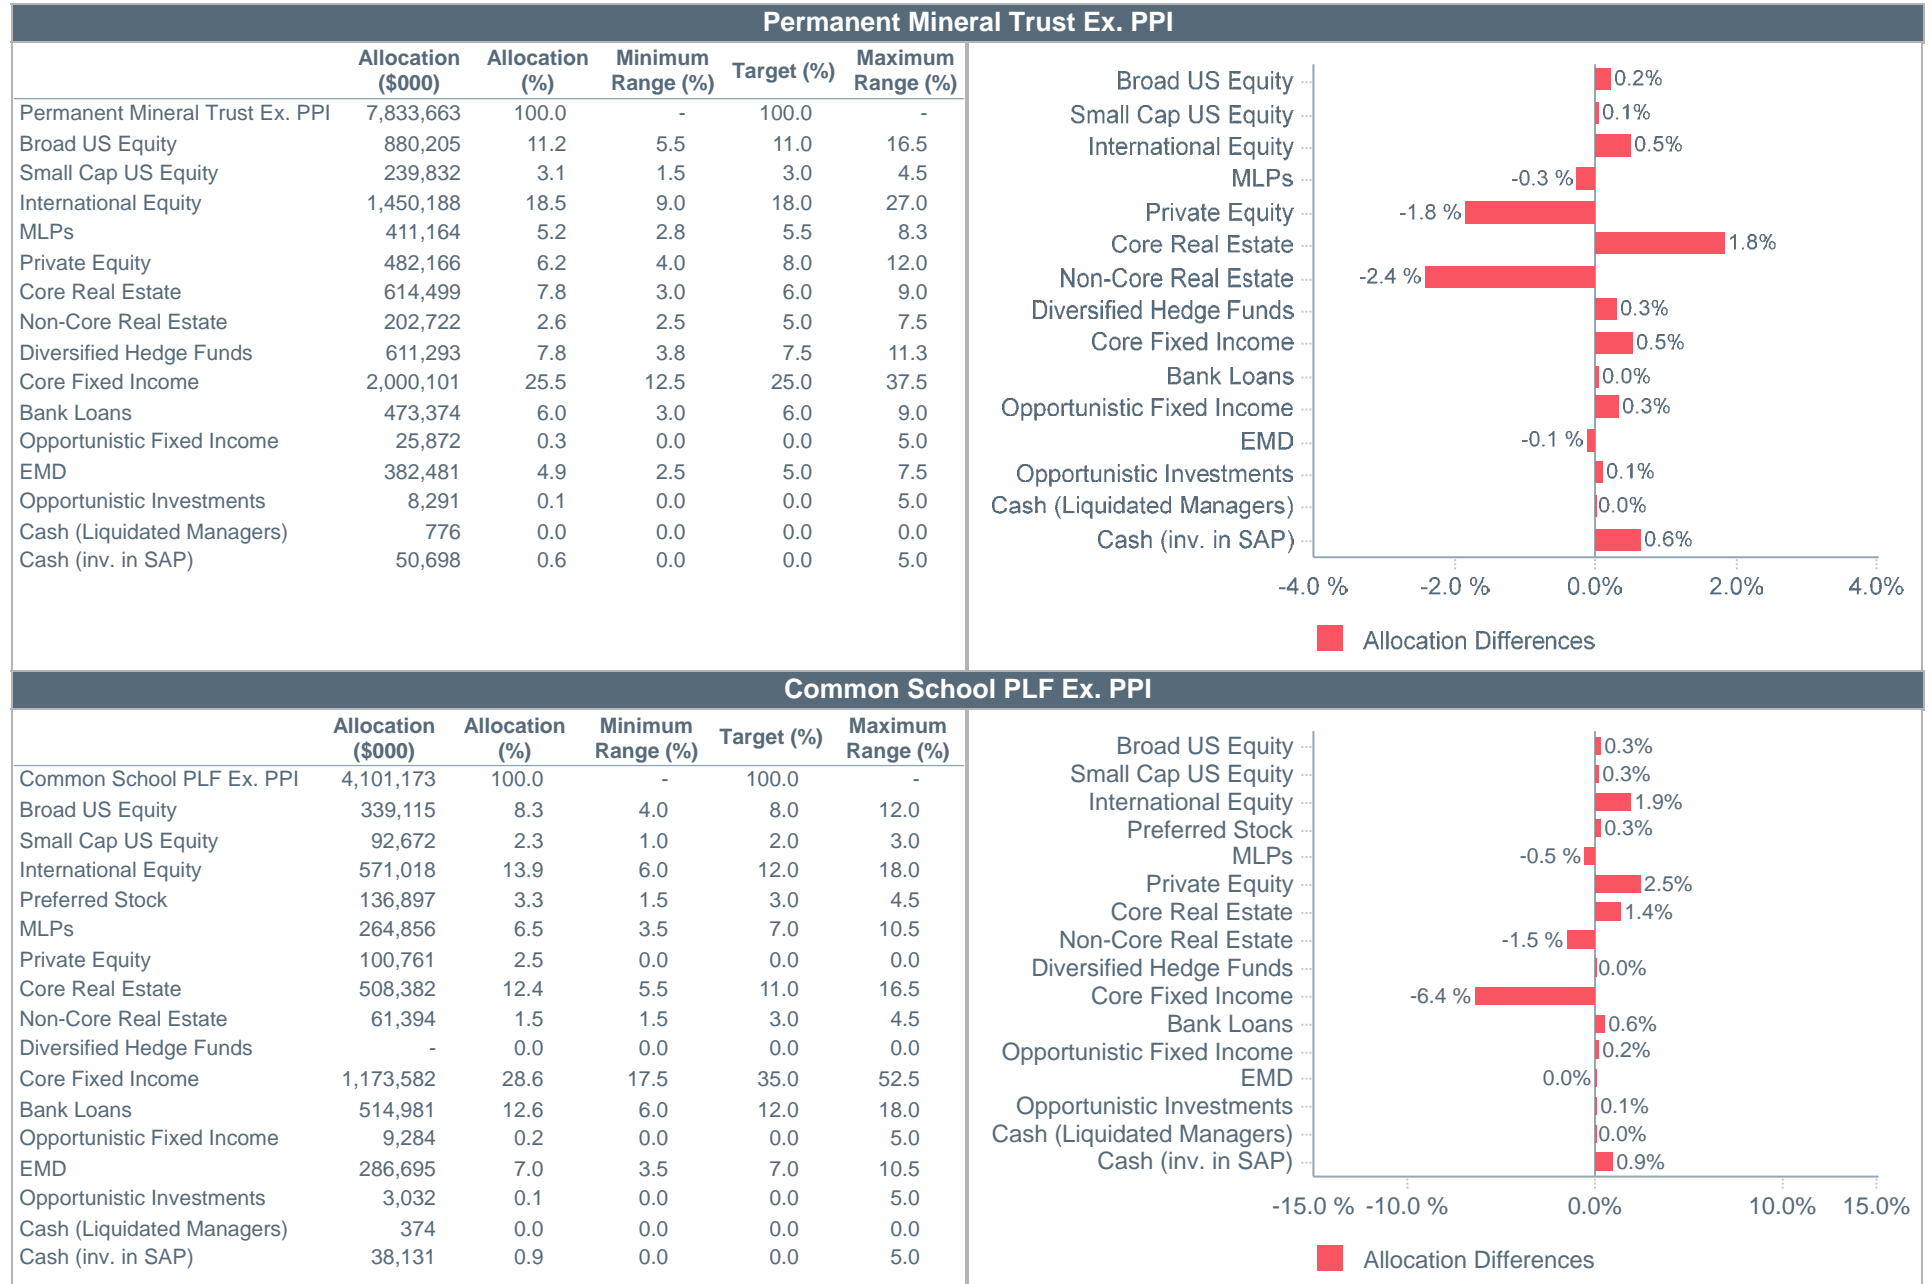 Permanent Mineral Trust Ex. PPI
Allocation ($000) Allocation (%) Minimum Range (%) Target (%) Maximum Range (%)
Permanent Mineral Trust Ex. PPI 7,833,663 100.0 - 100.0 -
Broad US Equity 880,205 11.2 5.5 11.0 16.5
Small Cap US Equity 239,832 3.1 1.5 3.0 4.5
International Equity 1,450,188 18.5 9.0 18.0 27.0
MLPs 411,164 5.2 2.8 5.5 8.3
Private Equity 482,166 6.2 4.0 8.0 12.0
Core Real Estate 614,499 7.8 3.0 6.0 9.0
Non-Core Real Estate 202,722 2.6 2.5 5.0 7.5
Diversified Hedge Funds 611,293 7.8 3.8 7.5 11.3
Core Fixed Income 2,000,101 25.5 12.5 25.0 37.5
Bank Loans 473,374 6.0 3.0 6.0 9.0
Opportunistic Fixed Income 25,872 0.3 0.0 0.0 5.0
EMD 382,481 4.9 2.5 5.0 7.5
Opportunistic Investments 8,291 0.1 0.0 0.0 5.0
Cash (Liquidated Managers) 776 0.0 0.0 0.0 0.0
Cash (inv. in SAP) 50,698 0.6 0.0 0.0 5.0
Broad US Equity 0.2%
Small Cap US Equity 0.1%
International Equity 0.5%
MLPs -0.3 %
Private Equity -1.8 %
Core Real Estate 1.8%
Non-Core Real Estate -2.4 %
Diversified Hedge Funds 0.3%
Core Fixed Income 0.5%
Bank Loans 0.0%
Opportunistic Fixed Income 0.3%
EMD -0.1 %
Opportunistic Investments 0.1%
Cash (Liquidated Managers) 0.0%
Cash (inv. in SAP) 0.6%
-4.0 % -2.0 % 0.0% 2.0% 4.0%
Allocation Differences
Common School PLF Ex. PPI
Allocation ($000) Allocation (%) Minimum Range (%) Target (%) Maximum Range (%)
Common School PLF Ex. PPI 4,101,173 100.0 - 100.0 -
Broad US Equity 339,115 8.3 4.0 8.0 12.0
Small Cap US Equity 92,672 2.3 1.0 2.0 3.0
International Equity 571,018 13.9 6.0 12.0 18.0
Preferred Stock 136,897 3.3 1.5 3.0 4.5
MLPs 264,856 6.5 3.5 7.0 10.5
Private Equity 100,761 2.5 0.0 0.0 0.0
Core Real Estate 508,382 12.4 5.5 11.0 16.5
Non-Core Real Estate 61,394 1.5 1.5 3.0 4.5
Diversified Hedge Funds - 0.0 0.0 0.0 0.0
Core Fixed Income 1,173,582 28.6 17.5 35.0 52.5
Bank Loans 514,981 12.6 6.0 12.0 18.0
Opportunistic Fixed Income 9,284 0.2 0.0 0.0 5.0
EMD 286,695 7.0 3.5 7.0 10.5
Opportunistic Investments 3,032 0.1 0.0 0.0 5.0
Cash (Liquidated Managers) 374 0.0 0.0 0.0 0.0
Cash (inv. in SAP) 38,131 0.9 0.0 0.0 5.0
Broad US Equity 0.3%
Small Cap US Equity 0.3%
International Equity 1.9%
Preferred Stock 0.3%
MLPs -0.5 %
Private Equity 2.5%
Core Real Estate 1.4%
Non-Core Real Estate -1.5 %
Diversified Hedge Funds 0.0%
Core Fixed Income -6.4 %
Bank Loans 0.6%
Opportunistic Fixed Income 0.2%
EMD 0.0%
Opportunistic Investments 0.1%
Cash (Liquidated Managers) 0.0%
Cash (inv. in SAP) 0.9%
-15.0 % -10.0 % 0.0% 10.0% 15.0%
Allocation Differences